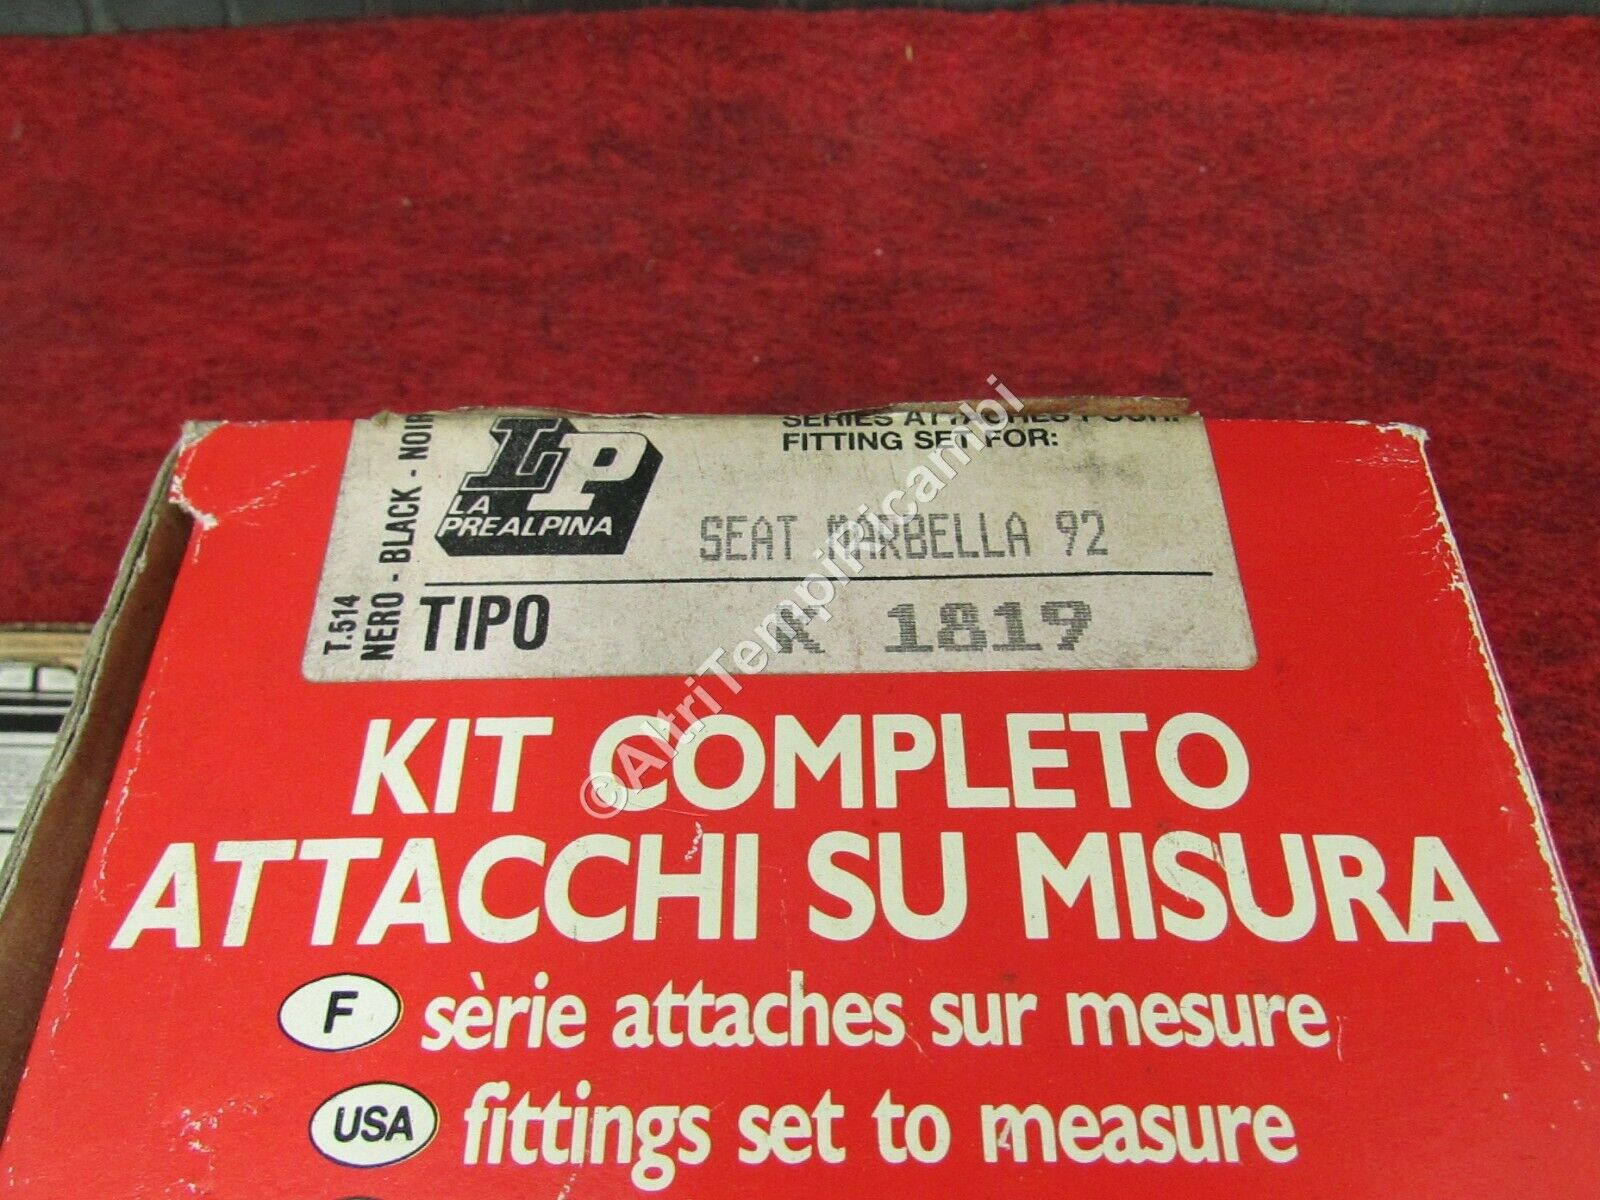 SERIES ATTACHES POUR:
FITTING SET FOR:
LP
LA
PREALPINA
SEAT MARBELLA 92
T.514
NERO - BLACK - NOIR
TIPO
K 1819
KIT COMPLETO
ATTACCHI SU MISURA
F sèrie attaches sur mesure
USA fittings set to measure
©AltriTempiRicambi